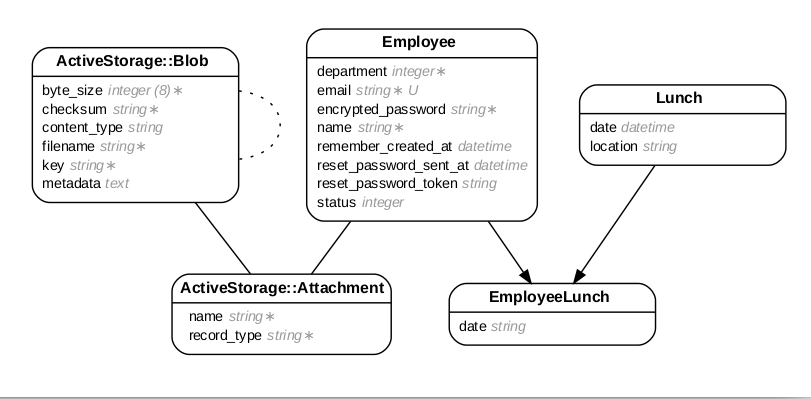 ActiveStorage::Blob
byte_size integer (8)∗
checksum string∗
content_type string
filename string∗
key string∗
metadata text
Employee
department integer∗
email string∗ U
encrypted_password string∗
name string∗
remember_created_at datetime
reset_password_sent_at datetime
reset_password_token string
status integer
Lunch
date datetime
location string
ActiveStorage::Attachment
name string∗
record_type string∗
EmployeeLunch
date string